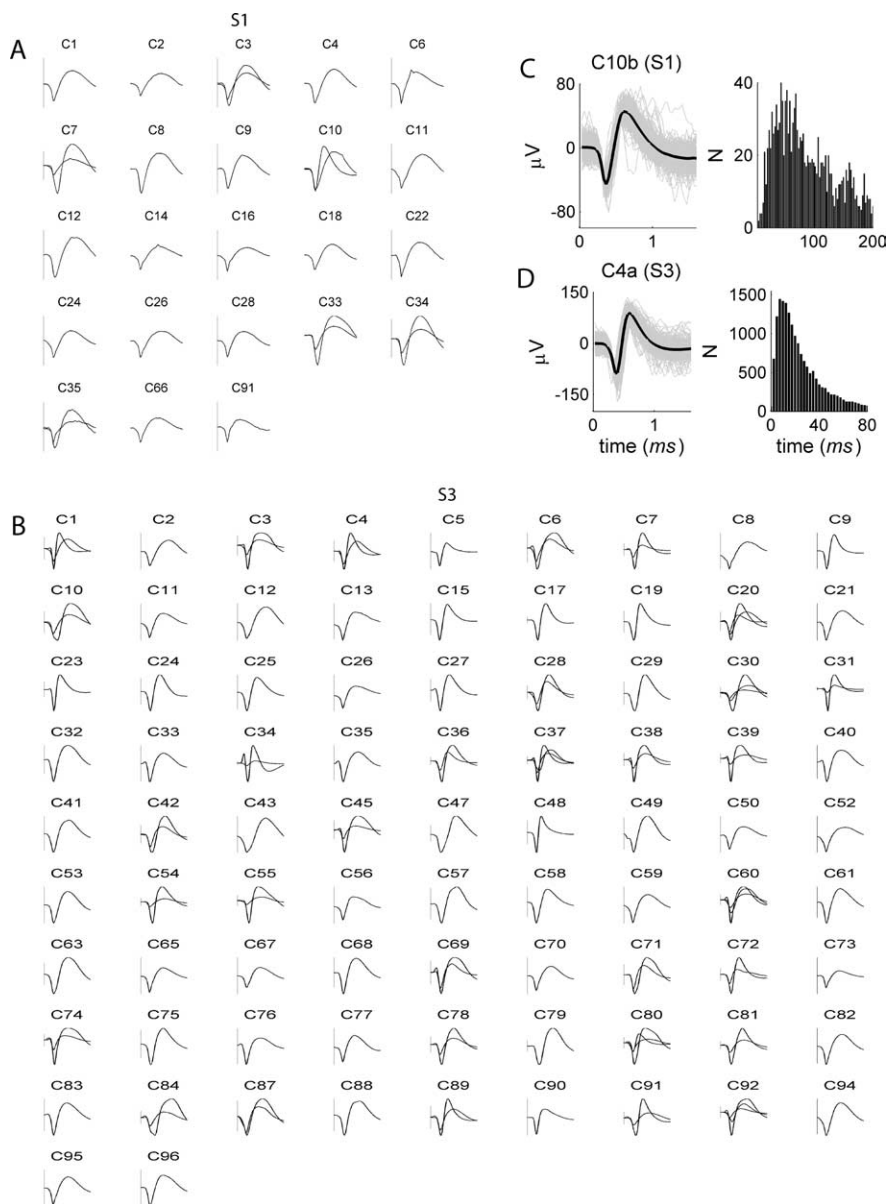 S1
A
C1 C2 C3 C4 C6
C7 C8 C9 C10 C11
C12 C14 C16 C18 C22
C24 C26 C28 C33 C34
C35 C66 C91
C
C10b (S1)
80
0
-80
μV
0 1
40
20
0
N
100 200
D
C4a (S3)
150
0
-150
μV
0 1
time (ms)
1500
1000
500
0
N
0 40 80
time (ms)
S3
B
C1 C2 C3 C4 C5 C6 C7 C8 C9
C10 C11 C12 C13 C15 C17 C19 C20 C21
C23 C24 C25 C26 C27 C28 C29 C30 C31
C32 C33 C34 C35 C36 C37 C38 C39 C40
C41 C42 C43 C45 C47 C48 C49 C50 C52
C53 C54 C55 C56 C57 C58 C59 C60 C61
C63 C65 C67 C68 C69 C70 C71 C72 C73
C74 C75 C76 C77 C78 C79 C80 C81 C82
C83 C84 C87 C88 C89 C90 C91 C92 C94
C95 C96